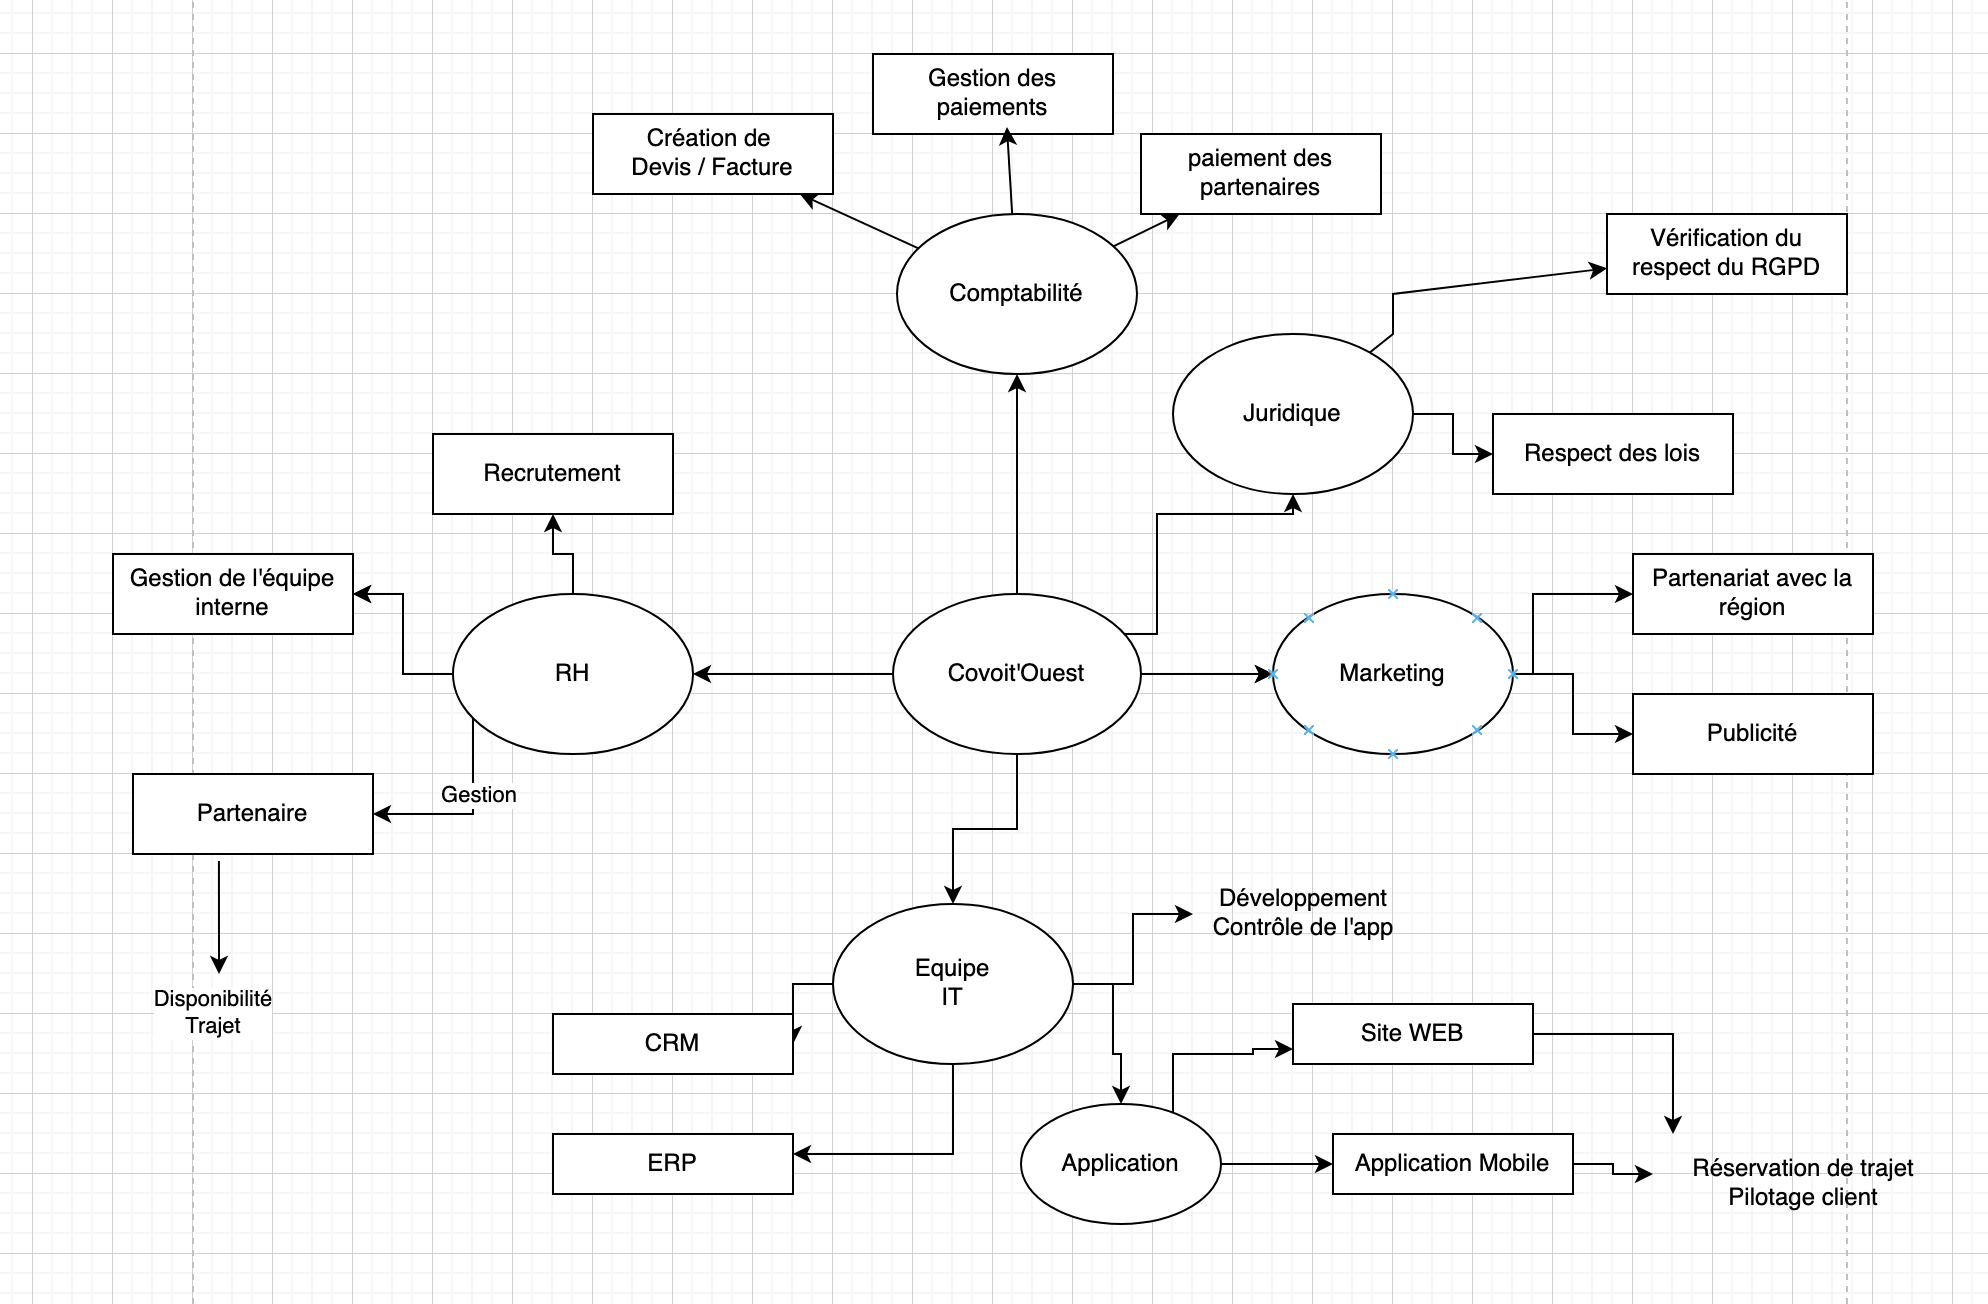 Gestion des
paiements
Création de
Devis / Facture
paiement des
partenaires
Vérification du
respect du RGPD
Comptabilité
Juridique
Respect des lois
Recrutement
Gestion de l'équipe
interne
Partenariat avec la
région
RH
Covoit'Ouest
Marketing
Publicité
Gestion
Partenaire
Développement
Contrôle de l'app
Equipe
IT
Disponibilité
Trajet
CRM
Site WEB
ERP
Application
Application Mobile
Réservation de trajet
Pilotage client